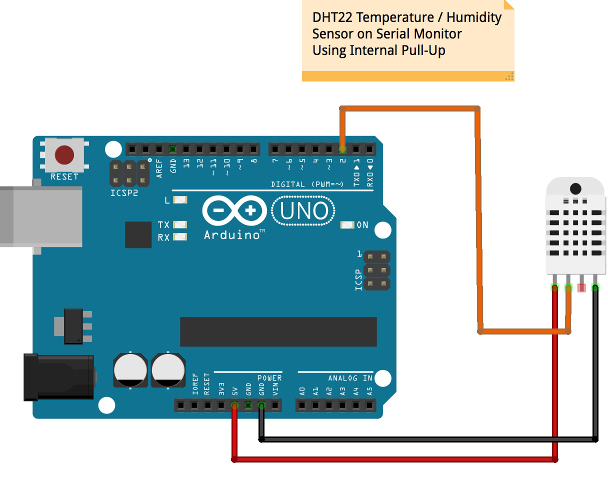 DHT22 Temperature / Humidity
Sensor on Serial Monitor
Using Internal Pull-Up
RESET
ICSP2
AREF
GND
13
12
~11
~10
~9
8
7
~6
~5
4
~3
2
TX0▶1
RX0◀0
DIGITAL (PWM=~)
L
TX
RX
Arduino™
UNO
ON
1
ICSP
POWER
ANALOG IN
IOREF
RESET
3V3
5V
GND
GND
VIN
A0
A1
A2
A3
A4
A5